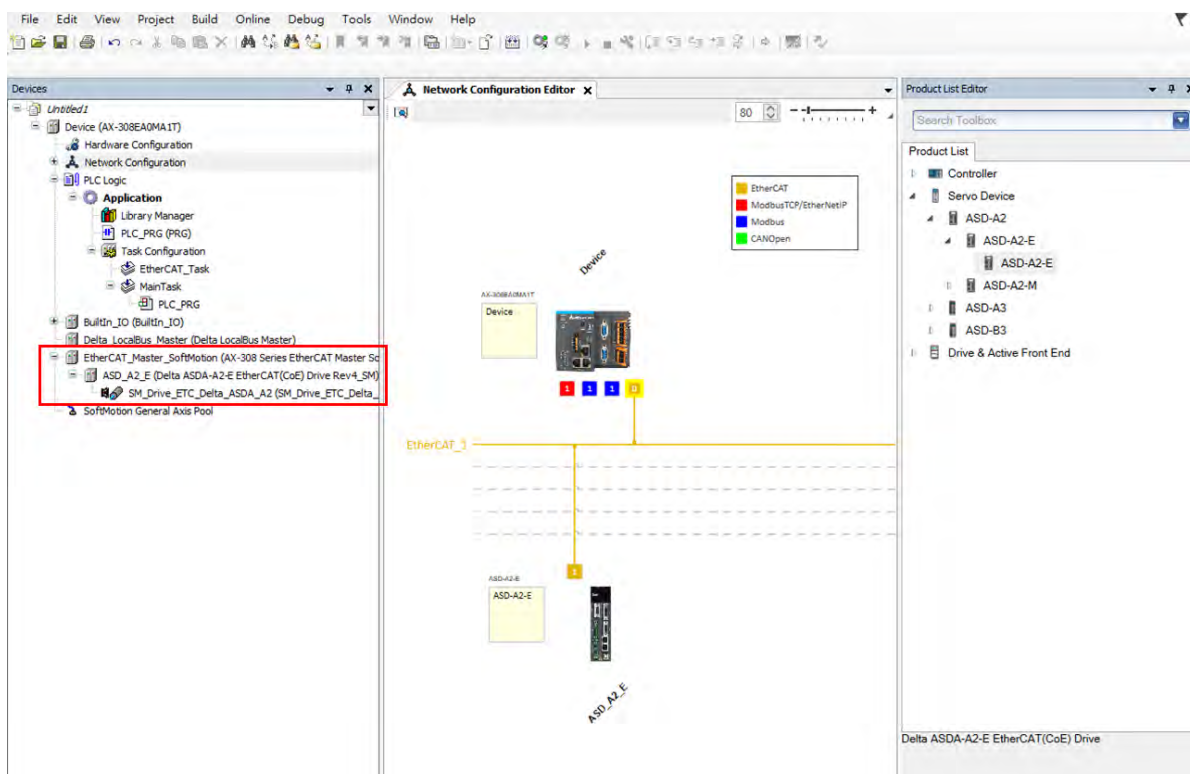 File Edit View Project Build Online Debug Tools Window Help
Devices
Network Configuration Editor
Product List Editor
Untitled1
Device (AX-308EA0MA1T)
Hardware Configuration
Network Configuration
PLC Logic
Application
Library Manager
PLC_PRG (PRG)
Task Configuration
EtherCAT_Task
MainTask
PLC_PRG
BuiltIn_IO (BuiltIn_IO)
Delta_LocalBus_Master (Delta LocalBus Master)
EtherCAT_Master_SoftMotion (AX-308 Series EtherCAT Master So
ASD_A2_E (Delta ASDA-A2-E EtherCAT(CoE) Drive Rev4_SM)
SM_Drive_ETC_Delta_ASDA_A2 (SM_Drive_ETC_Delta_
SoftMotion General Axis Pool
80
EtherCAT
ModbusTCP/EtherNetIP
Modbus
CANOpen
Device
AX-308EA0MA1T
Device
1 1 1
EtherCAT_1
1
ASD-A2-E
ASD-A2-E
ASD_A2_E
Search Toolbox
Product List
Controller
Servo Device
ASD-A2
ASD-A2-E
ASD-A2-E
ASD-A2-M
ASD-A3
ASD-B3
Drive & Active Front End
Delta ASDA-A2-E EtherCAT(CoE) Drive